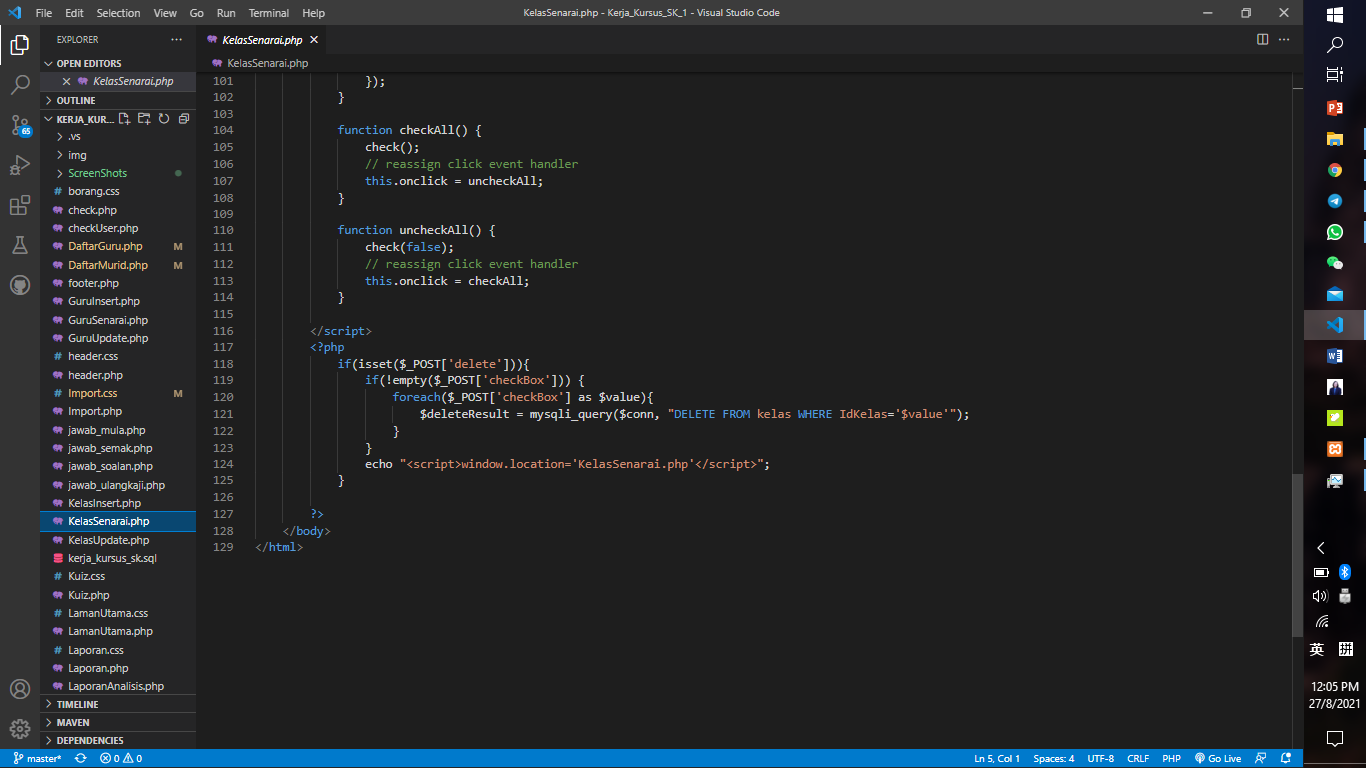 File Edit Selection View Go Run Terminal Help KelasSenarai.php - Kerja_Kursus_SK_1 - Visual Studio Code
EXPLORER
OPEN EDITORS
KelasSenarai.php
OUTLINE
KERJA_KUR...
.vs
img
ScreenShots
borang.css
check.php
checkUser.php
DaftarGuru.php M
DaftarMurid.php M
footer.php
GuruInsert.php
GuruSenarai.php
GuruUpdate.php
header.css
header.php
Import.css M
Import.php
jawab_mula.php
jawab_semak.php
jawab_soalan.php
jawab_ulangkaji.php
KelasInsert.php
KelasSenarai.php
KelasUpdate.php
kerja_kursus_sk.sql
Kuiz.css
Kuiz.php
LamanUtama.css
LamanUtama.php
Laporan.css
Laporan.php
LaporanAnalisis.php
TIMELINE
MAVEN
DEPENDENCIES
65
KelasSenarai.php
KelasSenarai.php
101 });
102 }
103
104 function checkAll() {
105 check();
106 // reassign click event handler
107 this.onclick = uncheckAll;
108 }
109
110 function uncheckAll() {
111 check(false);
112 // reassign click event handler
113 this.onclick = checkAll;
114 }
115
116 </script>
117 <?php
118 if(isset($_POST['delete'])){
119 if(!empty($_POST['checkBox'])) {
120 foreach($_POST['checkBox'] as $value){
121 $deleteResult = mysqli_query($conn, "DELETE FROM kelas WHERE IdKelas='$value'");
122 }
123 }
124 echo "<script>window.location='KelasSenarai.php'</script>";
125 }
126
127 ?>
128 </body>
129 </html>
master* 0 0 Ln 5, Col 1 Spaces: 4 UTF-8 CRLF PHP Go Live
英 拼
12:05 PM
27/8/2021